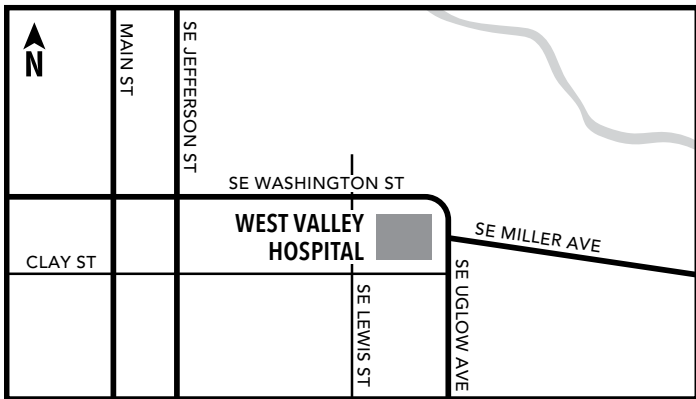 N
MAIN ST
SE JEFFERSON ST
SE WASHINGTON ST
WEST VALLEY
HOSPITAL
SE MILLER AVE
CLAY ST
SE LEWIS ST
SE UGLOW AVE